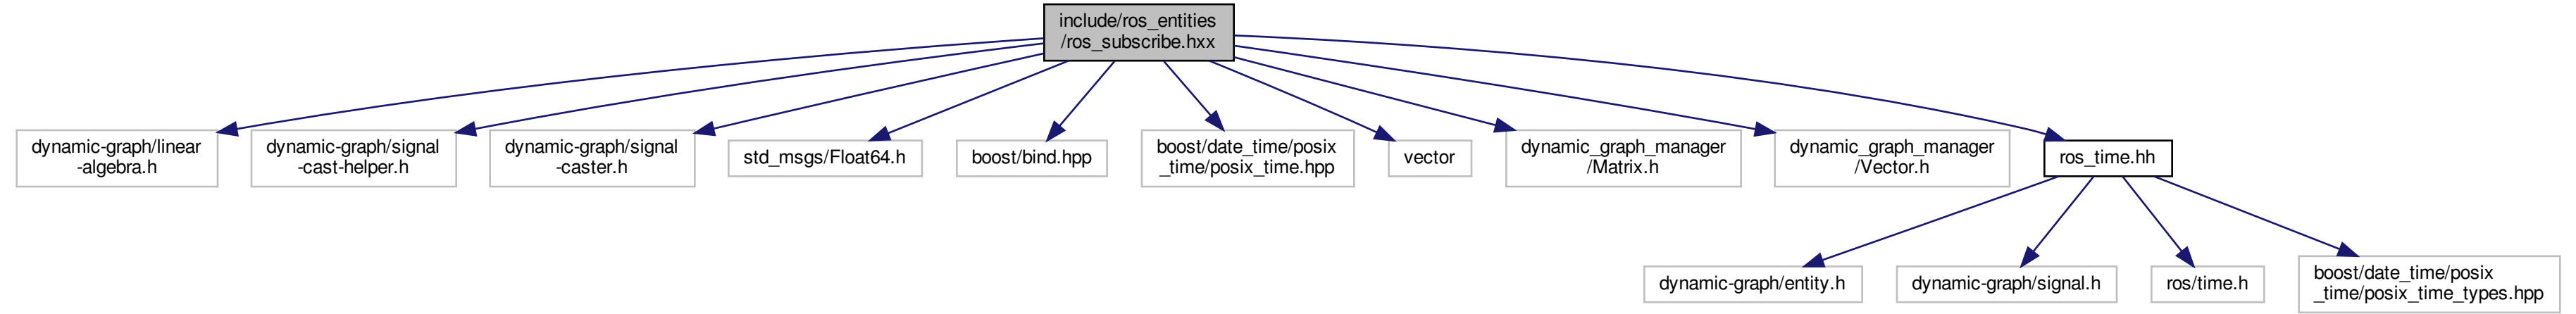 include/ros_entities
/ros_subscribe.hxx
dynamic-graph/linear
-algebra.h
dynamic-graph/signal
-cast-helper.h
dynamic-graph/signal
-caster.h
std_msgs/Float64.h
boost/bind.hpp
boost/date_time/posix
_time/posix_time.hpp
vector
dynamic_graph_manager
/Matrix.h
dynamic_graph_manager
/Vector.h
ros_time.hh
dynamic-graph/entity.h
dynamic-graph/signal.h
ros/time.h
boost/date_time/posix
_time/posix_time_types.hpp